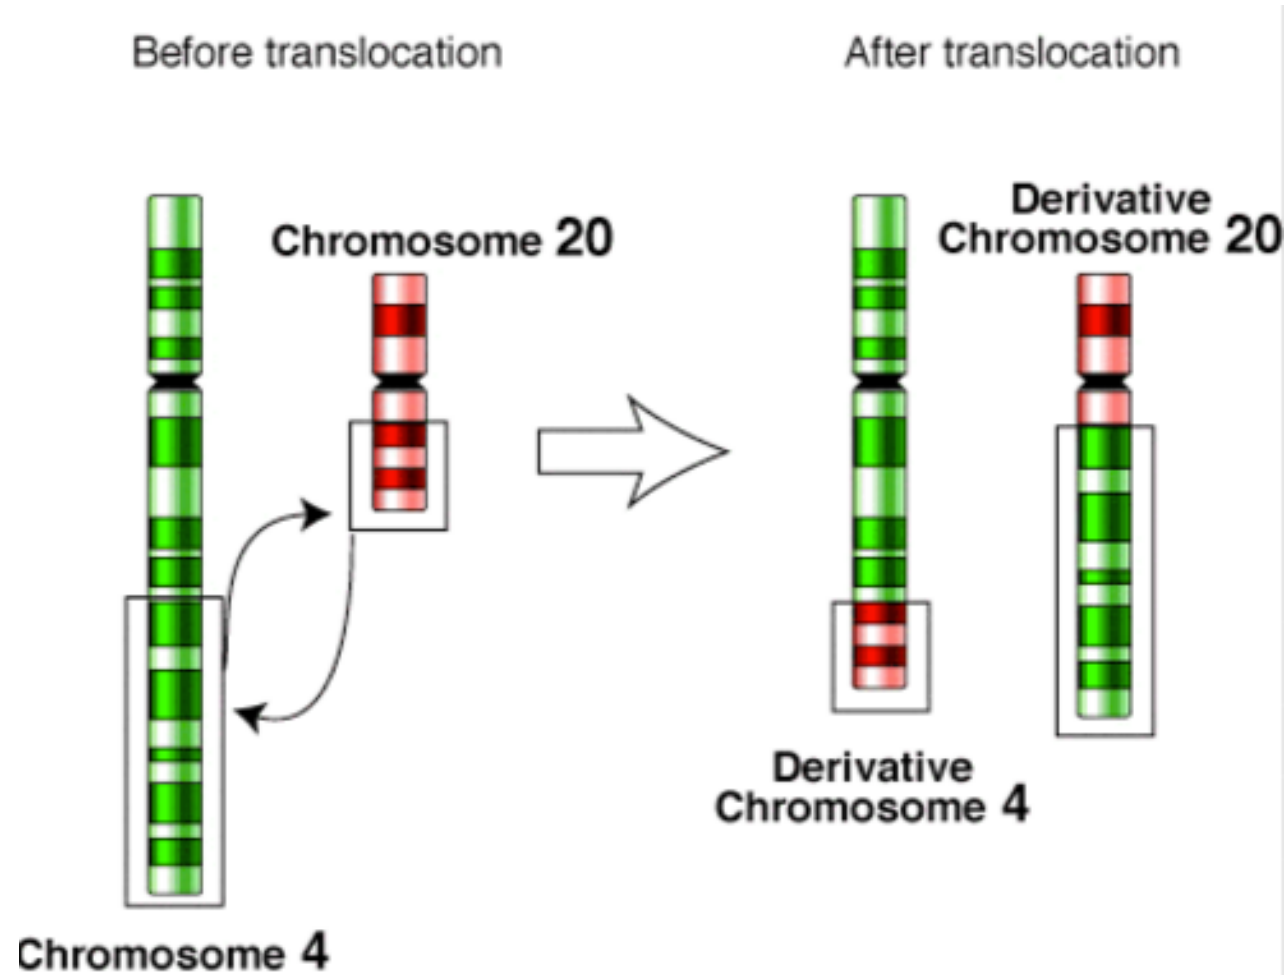 Before translocation
After translocation
Chromosome 20
Derivative
Chromosome 20
Derivative
Chromosome 4
Chromosome 4